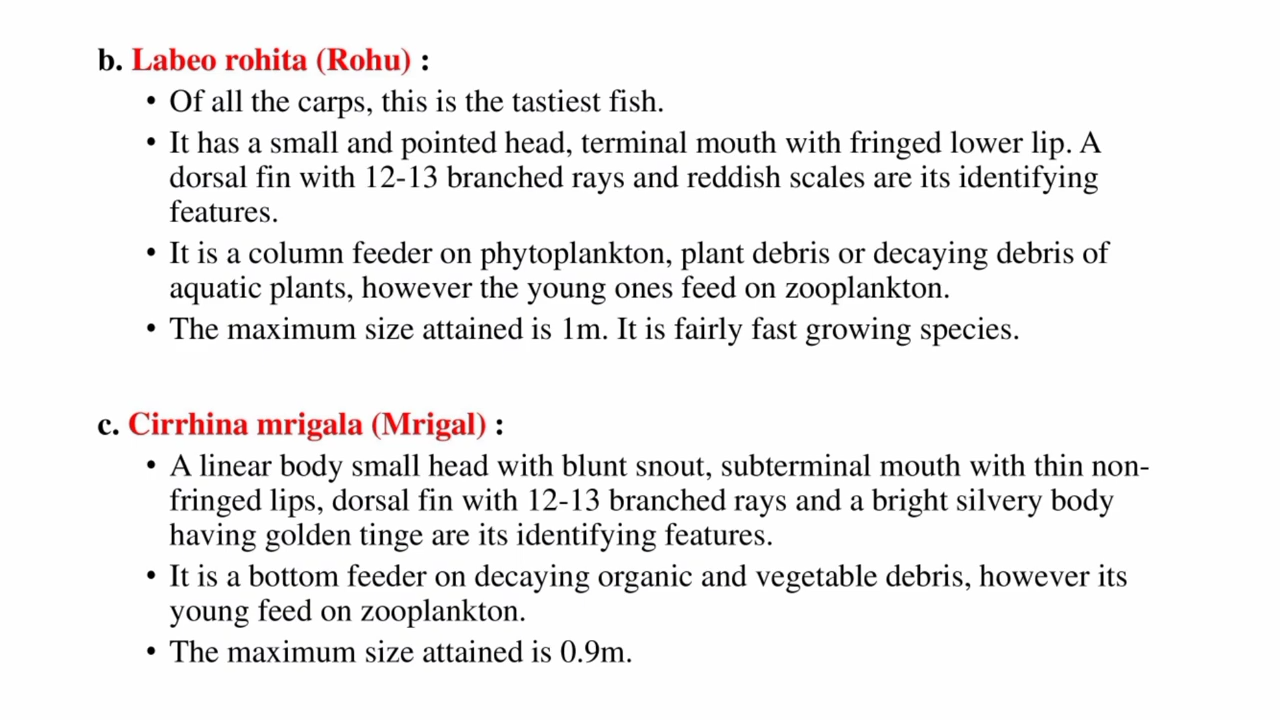 b. Labeo rohita (Rohu) :
• Of all the carps, this is the tastiest fish.
• It has a small and pointed head, terminal mouth with fringed lower lip. A
dorsal fin with 12-13 branched rays and reddish scales are its identifying
features.
• It is a column feeder on phytoplankton, plant debris or decaying debris of
aquatic plants, however the young ones feed on zooplankton.
• The maximum size attained is 1m. It is fairly fast growing species.
c. Cirrhina mrigala (Mrigal) :
• A linear body small head with blunt snout, subterminal mouth with thin non-
fringed lips, dorsal fin with 12-13 branched rays and a bright silvery body
having golden tinge are its identifying features.
• It is a bottom feeder on decaying organic and vegetable debris, however its
young feed on zooplankton.
• The maximum size attained is 0.9m.